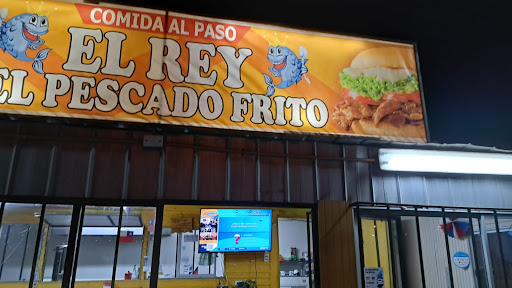 COMIDA AL PASO
EL REY
EL PESCADO FRITO